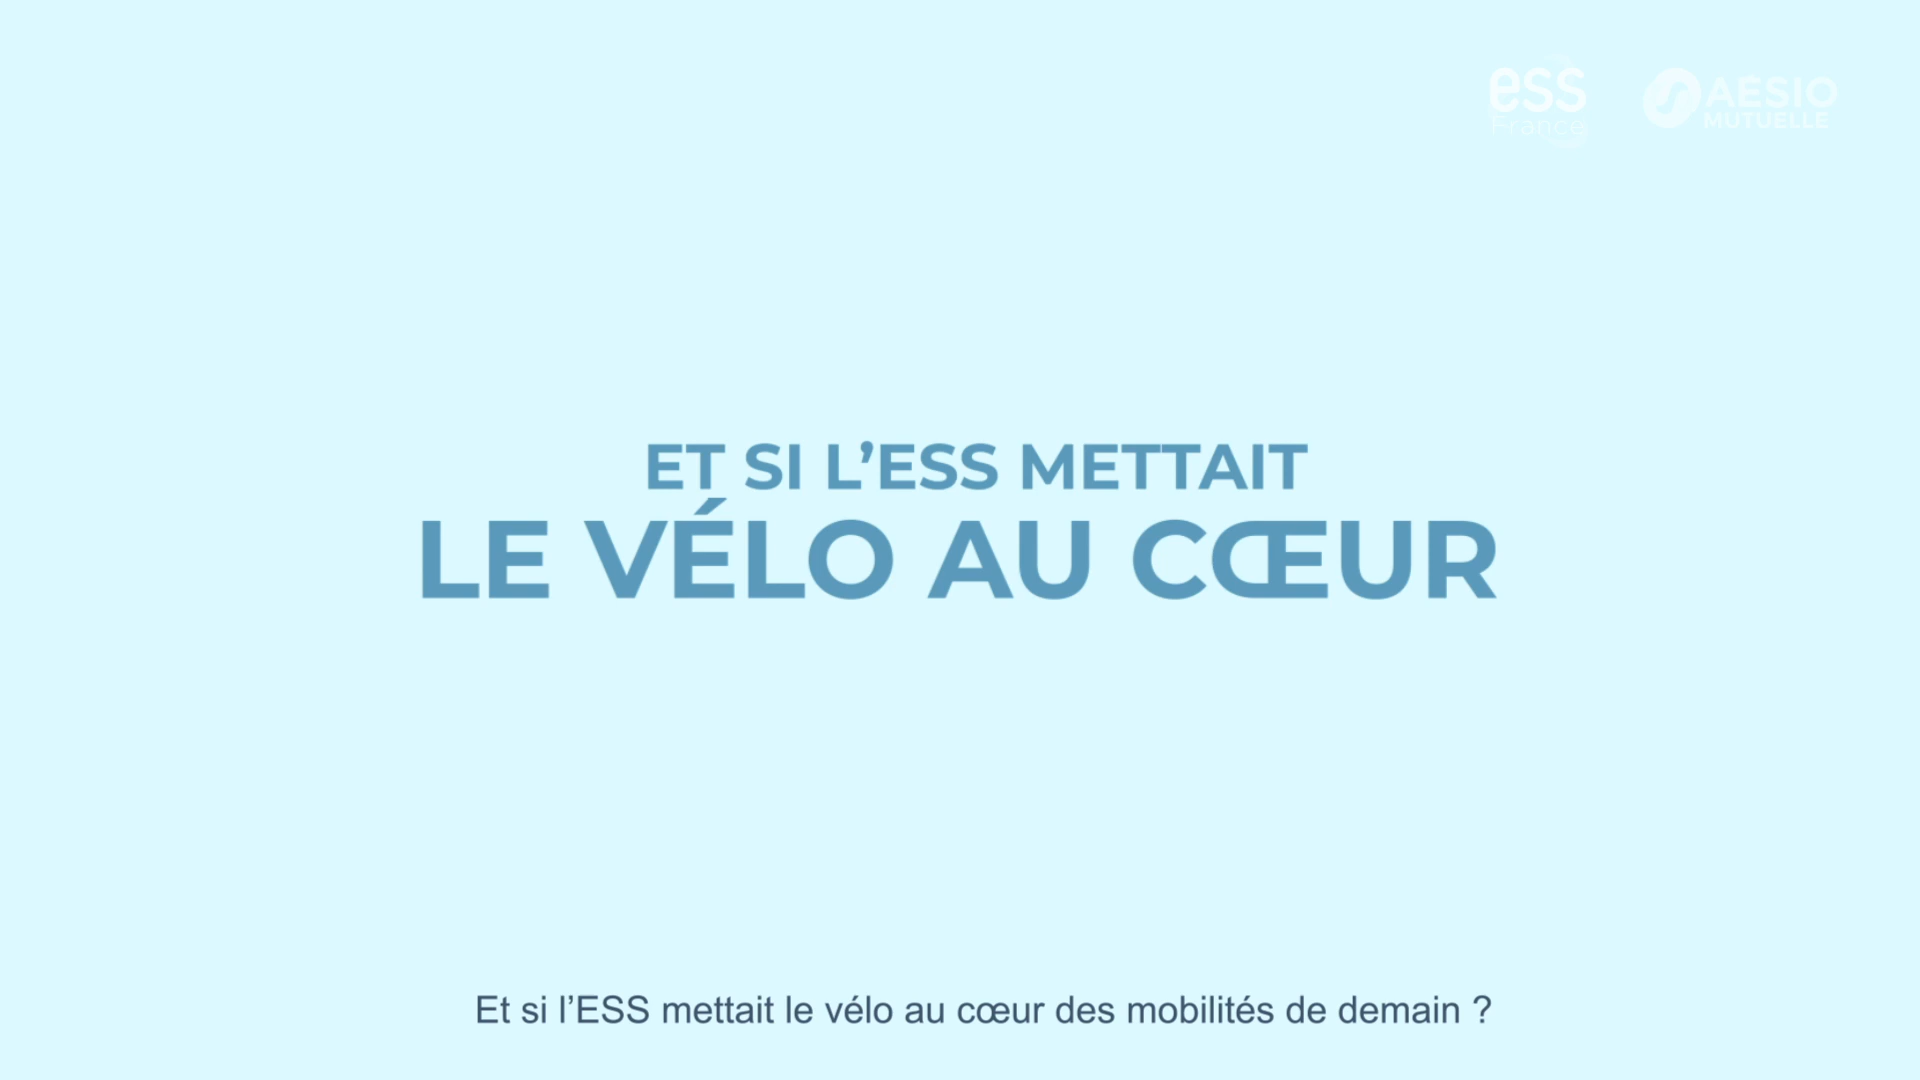 ess
France
AÉSIO
MUTUELLE
ET SI L’ESS METTAIT
LE VÉLO AU CŒUR
Et si l’ESS mettait le vélo au cœur des mobilités de demain ?